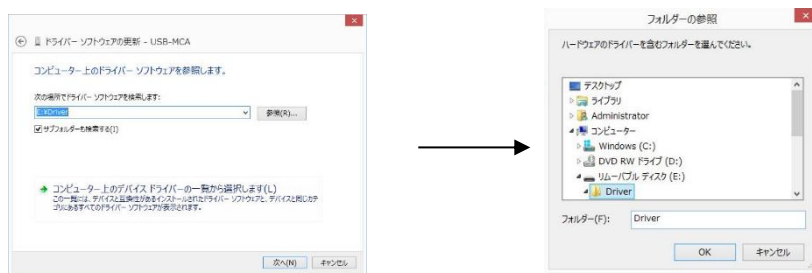 ドライバー ソフトウェアの更新 - USB-MCA
コンピューター上のドライバー ソフトウェアを参照します。
次の場所でドライバー ソフトウェアを検索します:
E:¥Driver
参照(R)...
サブフォルダーも検索する(I)
コンピューター上のデバイス ドライバーの一覧から選択します(L)
この一覧には、デバイスと互換性があるインストールされたドライバー ソフトウェアと、デバイスと同じカテ
ゴリにあるすべてのドライバー ソフトウェアが表示されます。
次へ(N)
キャンセル
フォルダーの参照
ハードウェアのドライバーを含むフォルダーを選んでください。
デスクトップ
ライブラリ
Administrator
コンピューター
Windows (C:)
DVD RW ドライブ (D:)
リムーバブル ディスク (E:)
Driver
フォルダー(F):
Driver
OK
キャンセル